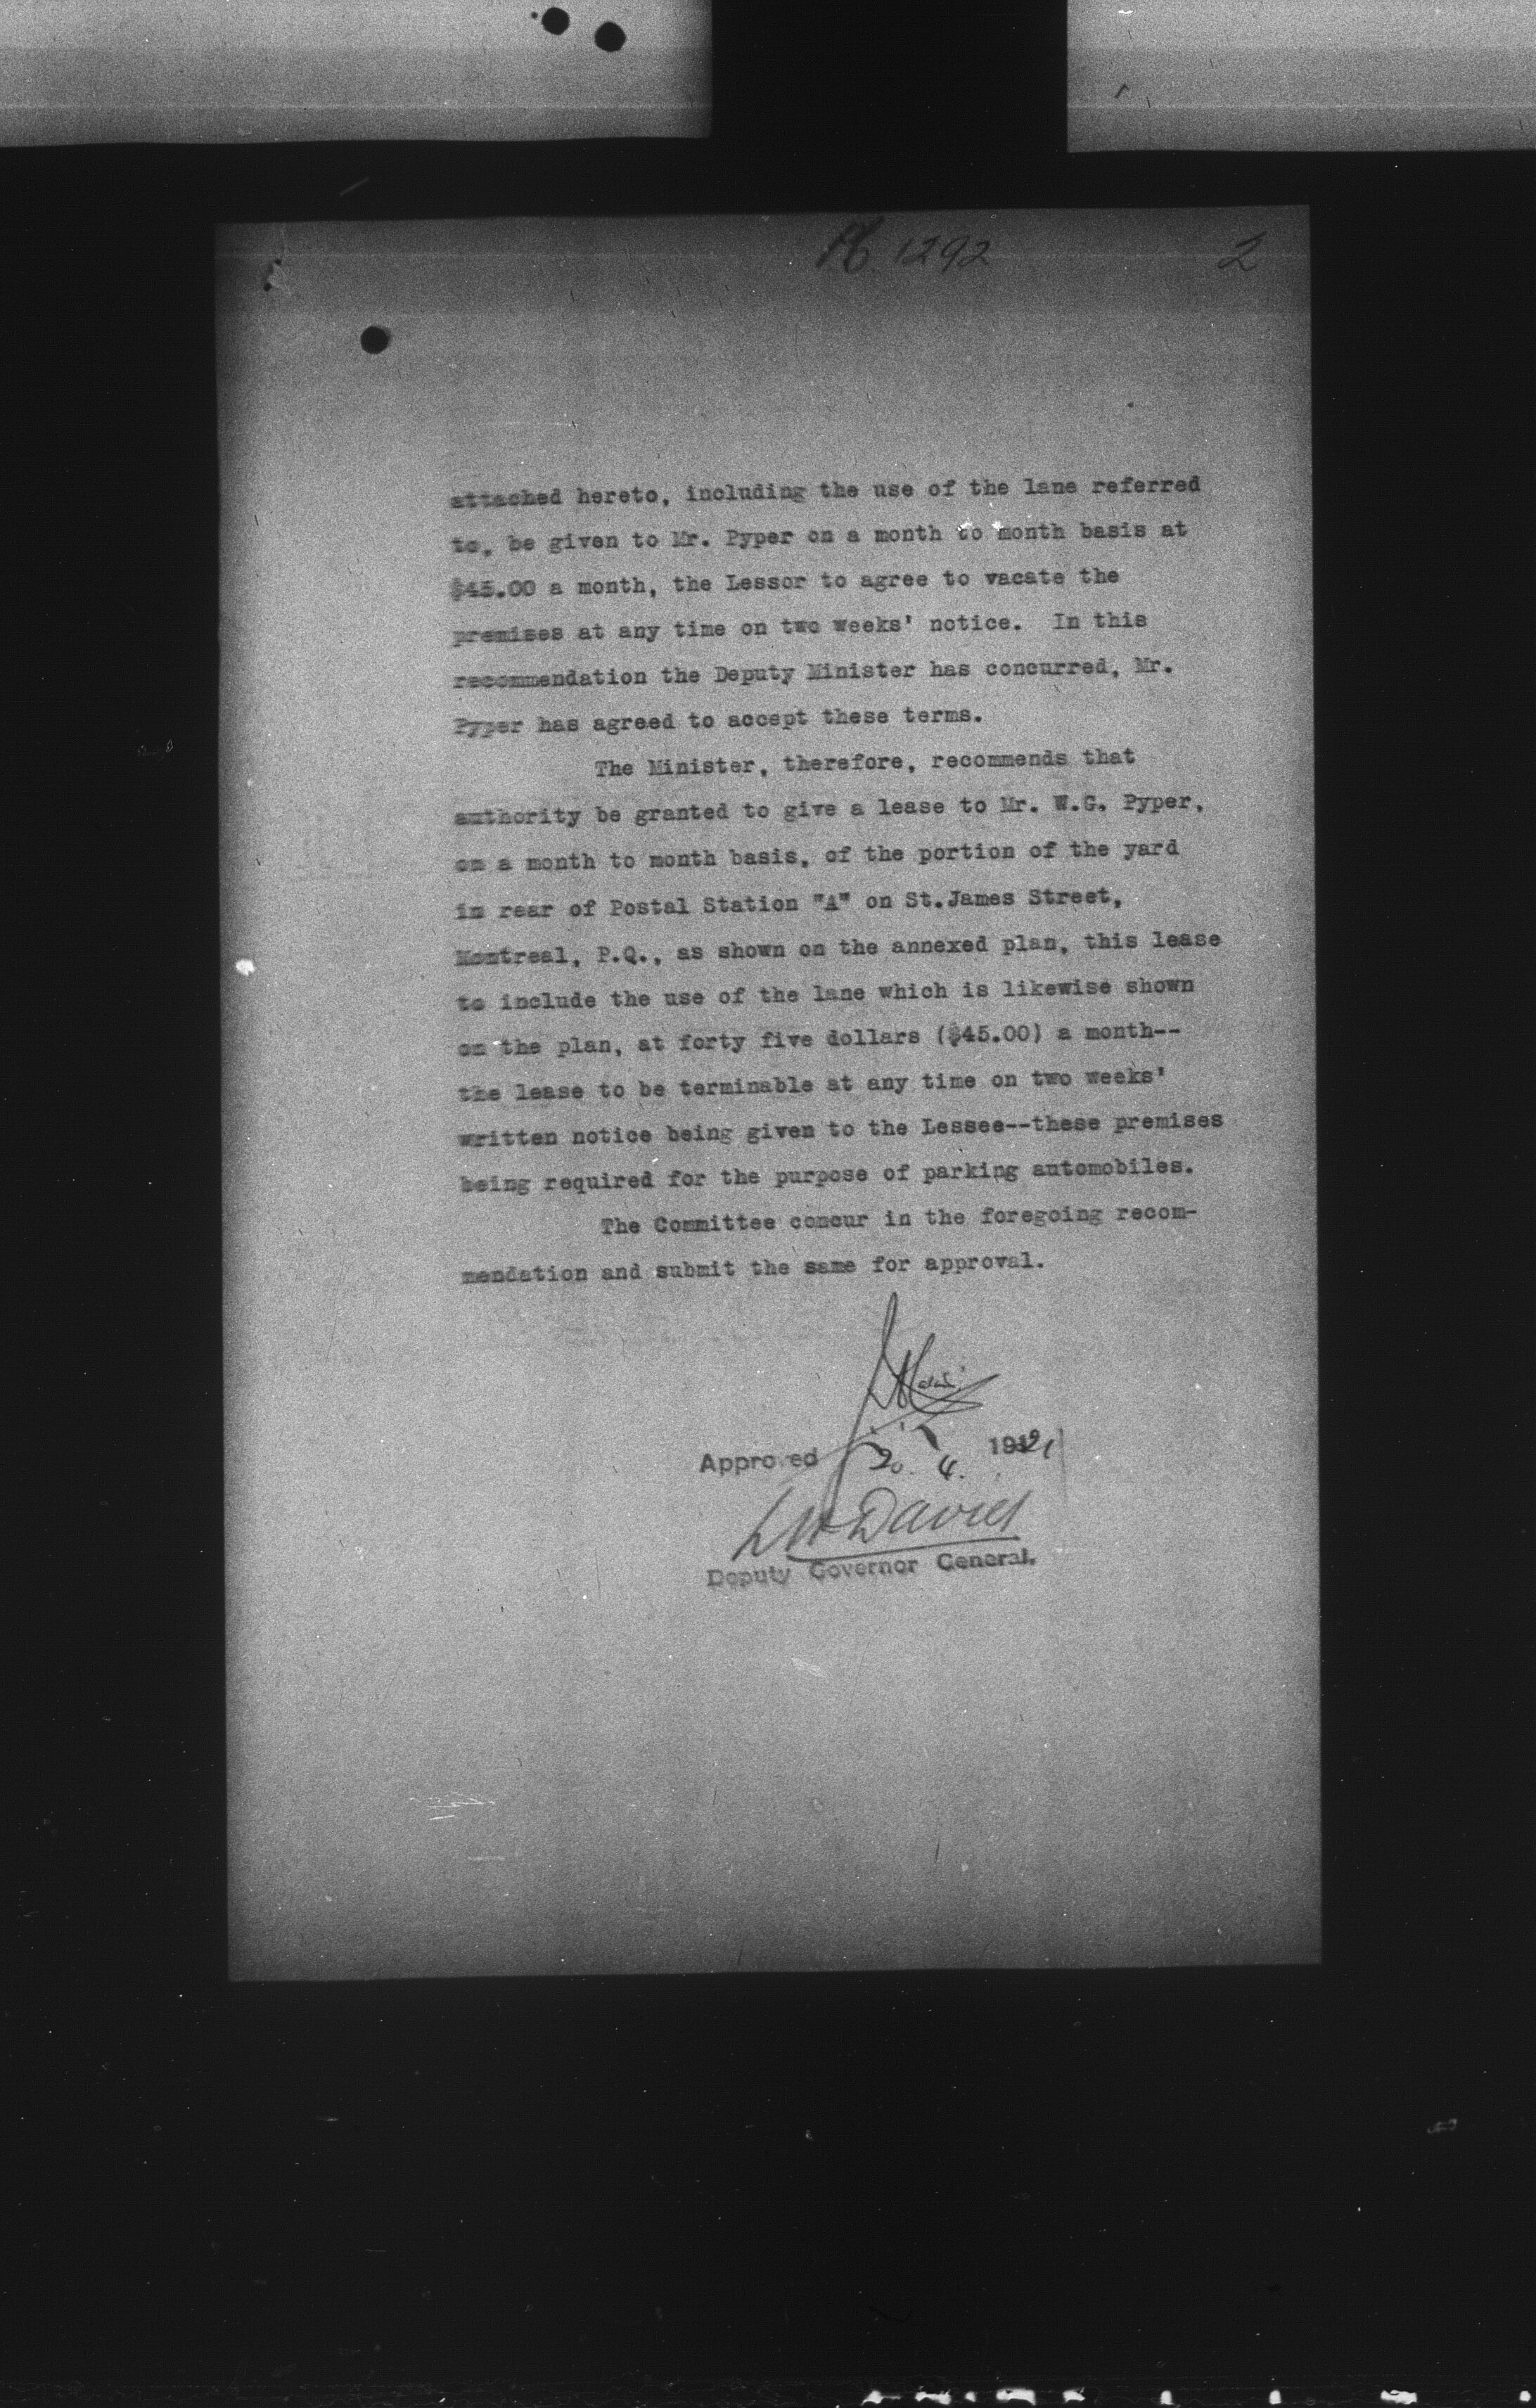 PC 1292 2
attached hereto, including the use of the lane referred
to, be given to Mr. Pyper on a month to month basis at
$45.00 a month, the Lessor to agree to vacate the
premises at any time on two weeks' notice. In this
recommendation the Deputy Minister has concurred, Mr.
Pyper has agreed to accept these terms.
The Minister, therefore, recommends that
authority be granted to give a lease to Mr. W.G. Pyper,
on a month to month basis, of the portion of the yard
in rear of Postal Station "A" on St.James Street,
Montreal, P.Q., as shown on the annexed plan, this lease
to include the use of the lane which is likewise shown
on the plan, at forty five dollars ($45.00) a month--
the lease to be terminable at any time on two weeks'
written notice being given to the Lessee--these premises
being required for the purpose of parking automobiles.
The Committee concur in the foregoing recom-
mendation and submit the same for approval.
Approved 20. 4. 1921
LHDavies
Deputy Governor General.